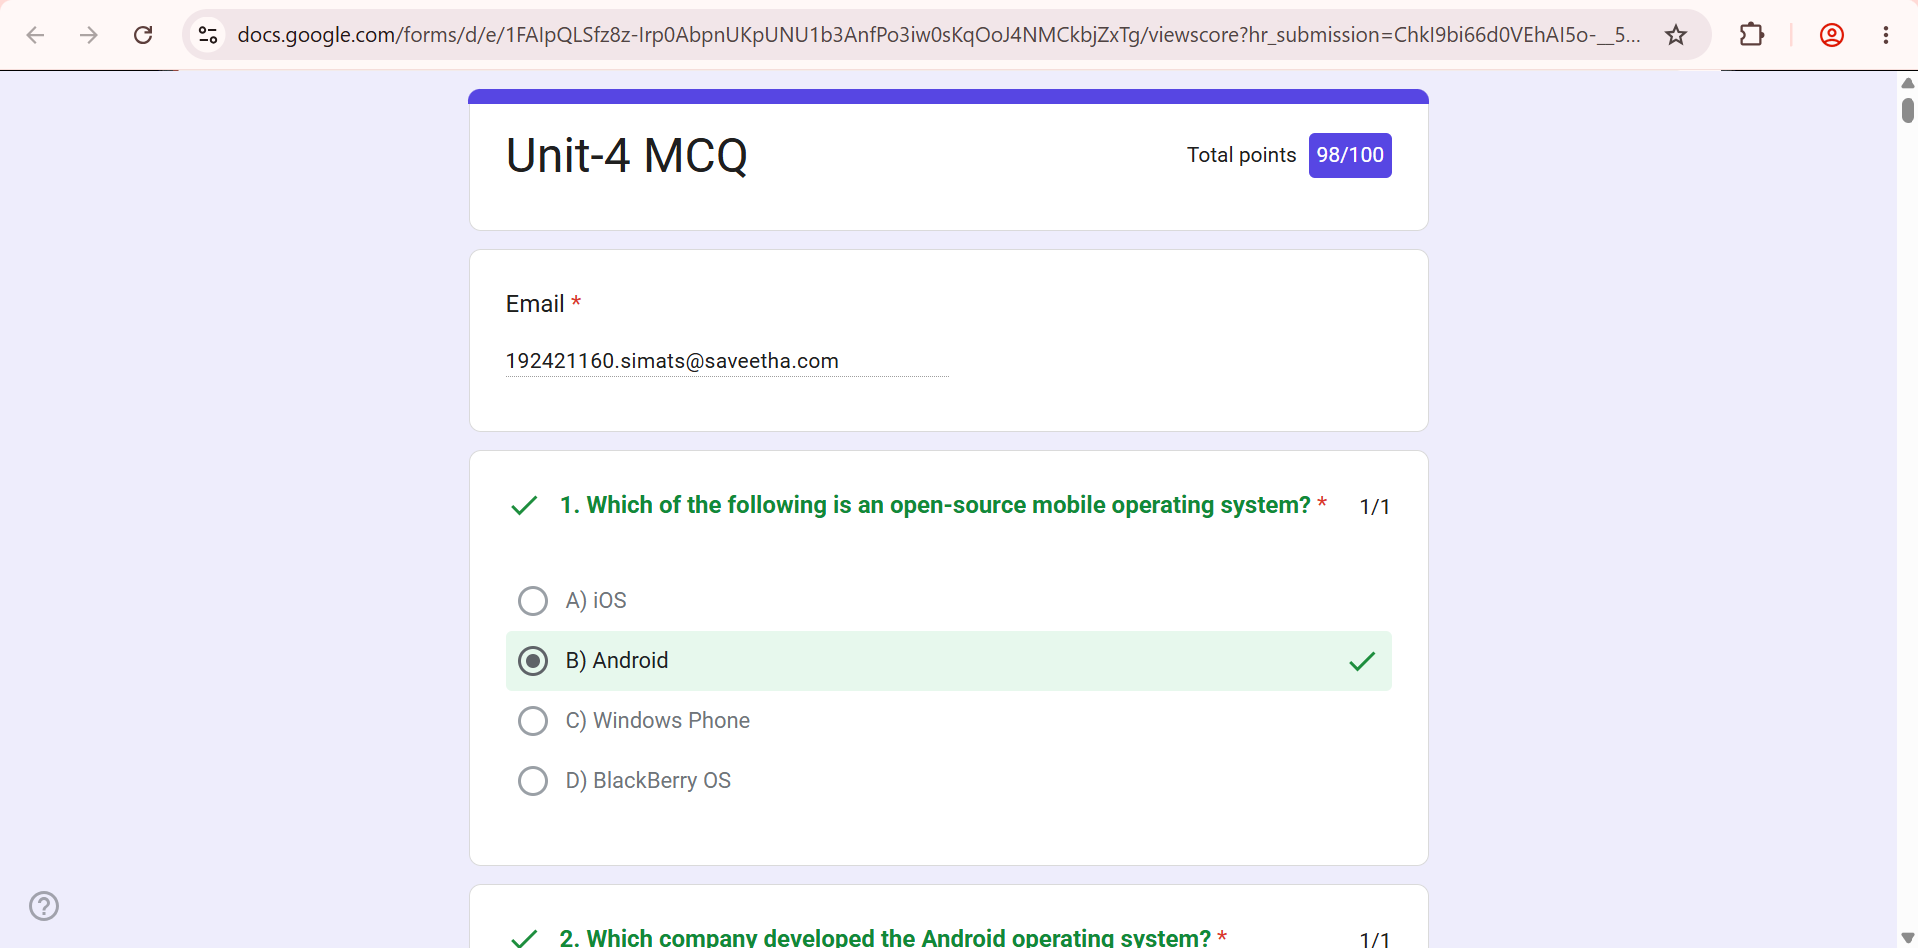 docs.google.com/forms/d/e/1FAIpQLSfz8z-Irp0AbpnUKpUNU1b3AnfPo3iw0sKqOoJ4NMCkbjZxTg/viewscore?hr_submission=ChkI9bi66d0VEhAI5o-__5...
Unit-4 MCQ
Total points 98/100
Email *
192421160.simats@saveetha.com
1. Which of the following is an open-source mobile operating system? * 1/1
A) iOS
B) Android
C) Windows Phone
D) BlackBerry OS
2. Which company developed the Android operating system? * 1/1